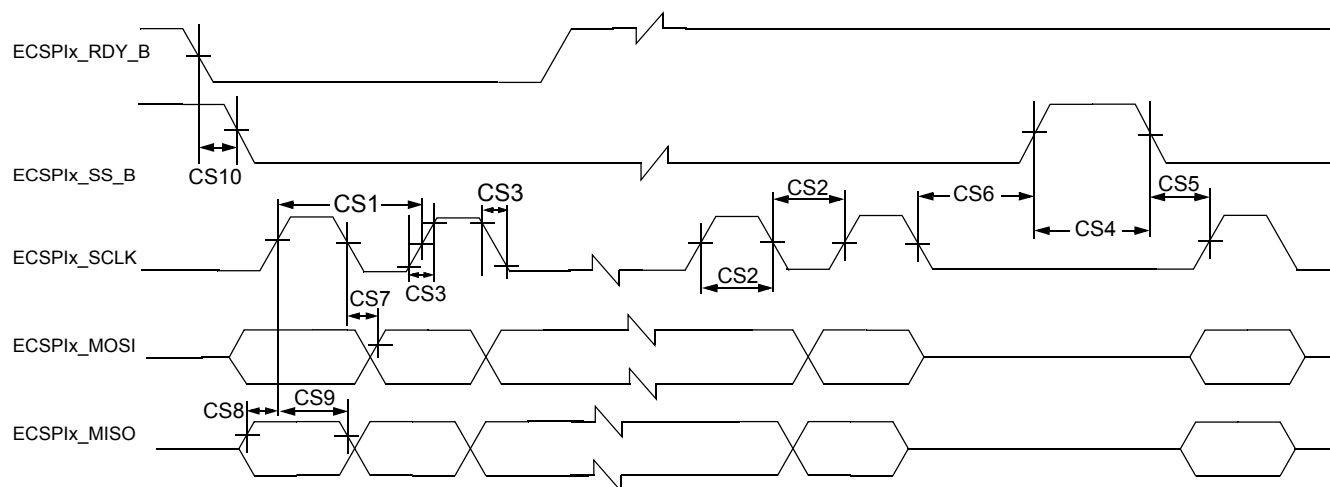 ECSPIx_RDY_B
ECSPIx_SS_B
CS10
CS1
CS3
CS2
CS6
CS5
CS4
ECSPIx_SCLK
CS3
CS2
CS7
ECSPIx_MOSI
CS8
CS9
ECSPIx_MISO